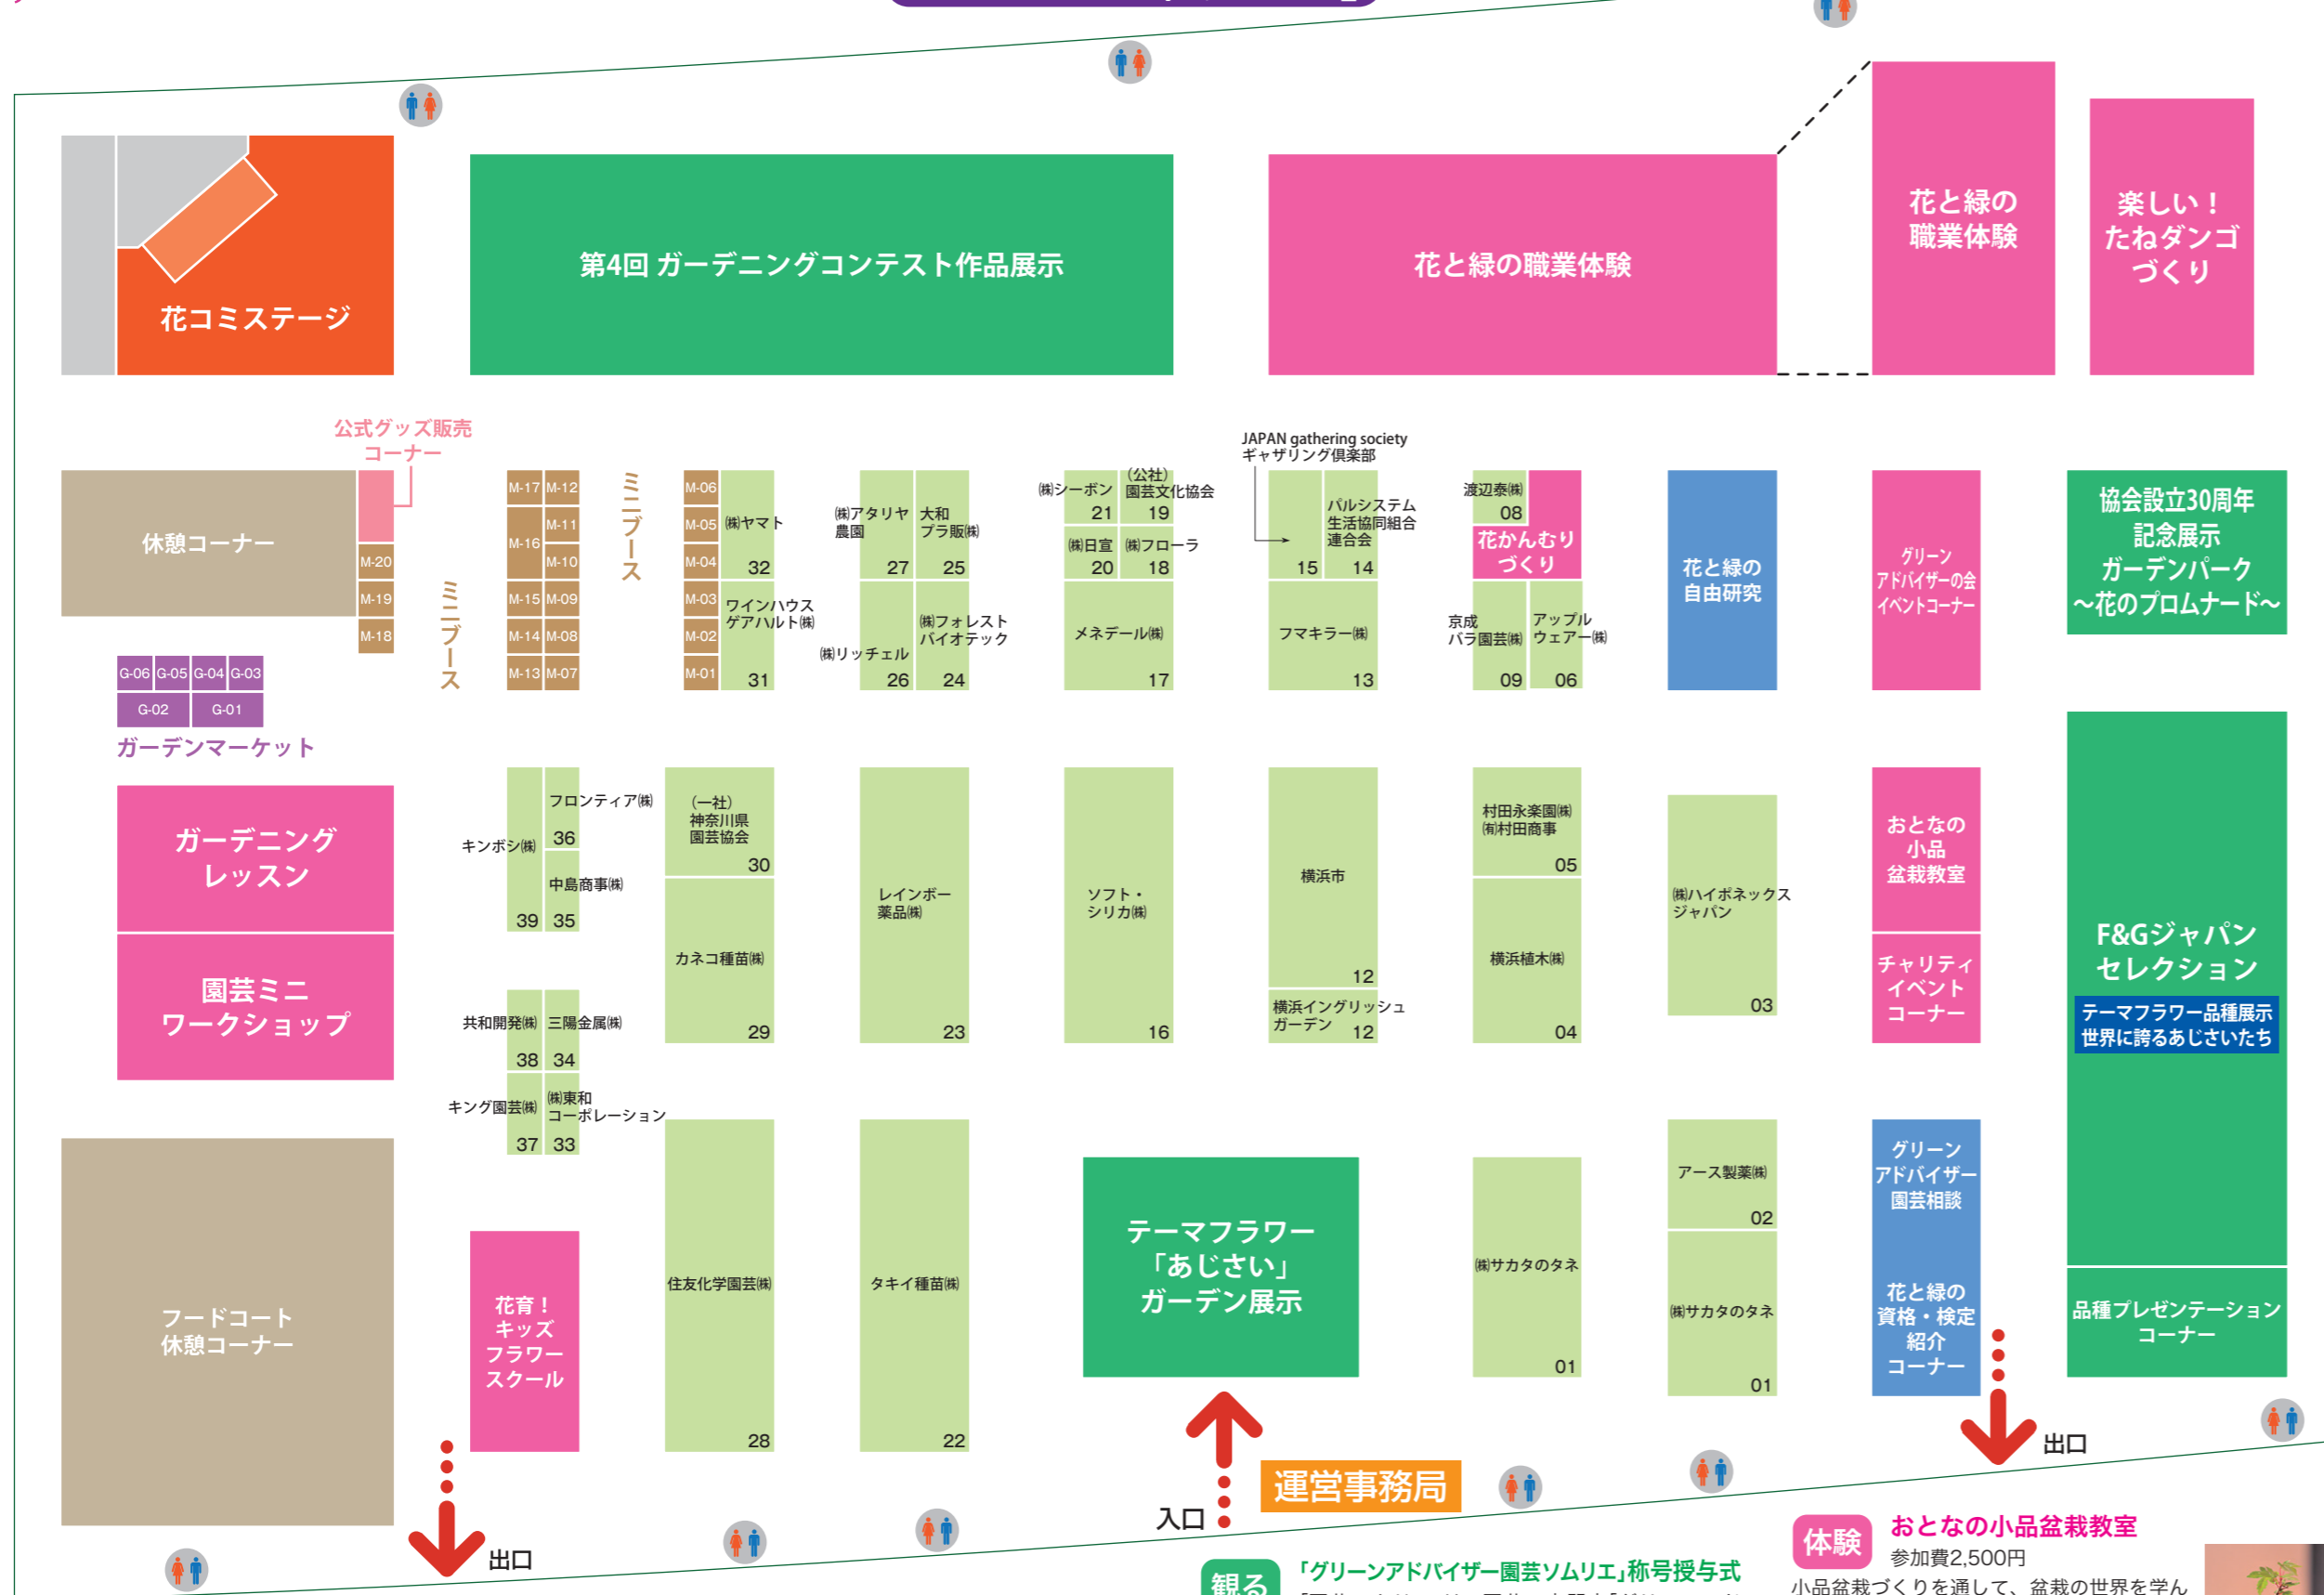 花コミステージ
第4回 ガーデニングコンテスト作品展示
花と緑の職業体験
花と緑の
職業体験
楽しい！
たねダンゴ
づくり
公式グッズ販売
コーナー
休憩コーナー
M-20
M-19
M-18
ミニブース
M-17
M-12
M-16
M-11
M-10
M-15
M-09
M-14
M-08
M-13
M-07
ミニブース
M-06
M-05
M-04
M-03
M-02
M-01
㈱ヤマト
32
ワインハウス
ゲアハルト㈱
31
㈱アタリヤ
農園
27
大和
プラ販㈱
25
㈱リッチェル
26
㈱フォレスト
バイオテック
24
㈱シーボン
21
(公社)
園芸文化協会
19
㈱日宣
20
㈱フローラ
18
メネデール㈱
17
JAPAN gathering society
ギャザリング倶楽部
15
パルシステム
生活協同組合
連合会
14
フマキラー㈱
13
渡辺泰㈱
08
花かんむり
づくり
京成
バラ園芸㈱
09
アップル
ウェアー㈱
06
花と緑の
自由研究
グリーン
アドバイザーの会
イベントコーナー
協会設立30周年
記念展示
ガーデンパーク
～花のプロムナード～
G-06
G-05
G-04
G-03
G-02
G-01
ガーデンマーケット
ガーデニング
レッスン
園芸ミニ
ワークショップ
キンボシ㈱
39
フロンティア㈱
36
中島商事㈱
35
(一社)
神奈川県
園芸協会
30
カネコ種苗㈱
29
レインボー
薬品㈱
23
ソフト・
シリカ㈱
16
横浜市
12
横浜イングリッシュ
ガーデン
12
村田永楽園㈱
㈲村田商事
05
横浜植木㈱
04
㈱ハイポネックス
ジャパン
03
おとなの
小品
盆栽教室
チャリティ
イベント
コーナー
F&Gジャパン
セレクション
テーマフラワー品種展示
世界に誇るあじさいたち
共和開発㈱
38
三陽金属㈱
34
キング園芸㈱
37
㈱東和
コーポレーション
33
フードコート
休憩コーナー
花育！
キッズ
フラワー
スクール
住友化学園芸㈱
28
タキイ種苗㈱
22
テーマフラワー
「あじさい」
ガーデン展示
㈱サカタのタネ
01
アース製薬㈱
02
㈱サカタのタネ
01
グリーン
アドバイザー
園芸相談
花と緑の
資格・検定
紹介
コーナー
品種プレゼンテーション
コーナー
出口
入口
運営事務局
出口
観る
「グリーンアドバイザー園芸ソムリエ」称号授与式
体験
おとなの小品盆栽教室
参加費2,500円
小品盆栽づくりを通して、盆栽の世界を学ん